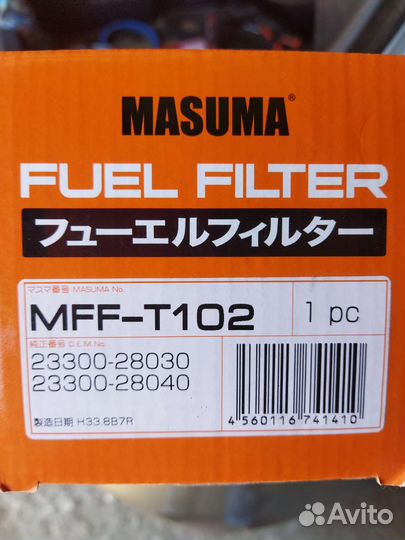 MASUMA®
FUEL FILTER
フューエルフィルター
マスマ番号 MASUMA No.
MFF-T102
1 pc
純正番号 O.E.M.No.
23300-28030
23300-28040
製造日期 H33.8B7R
4 560116 741410
Avito